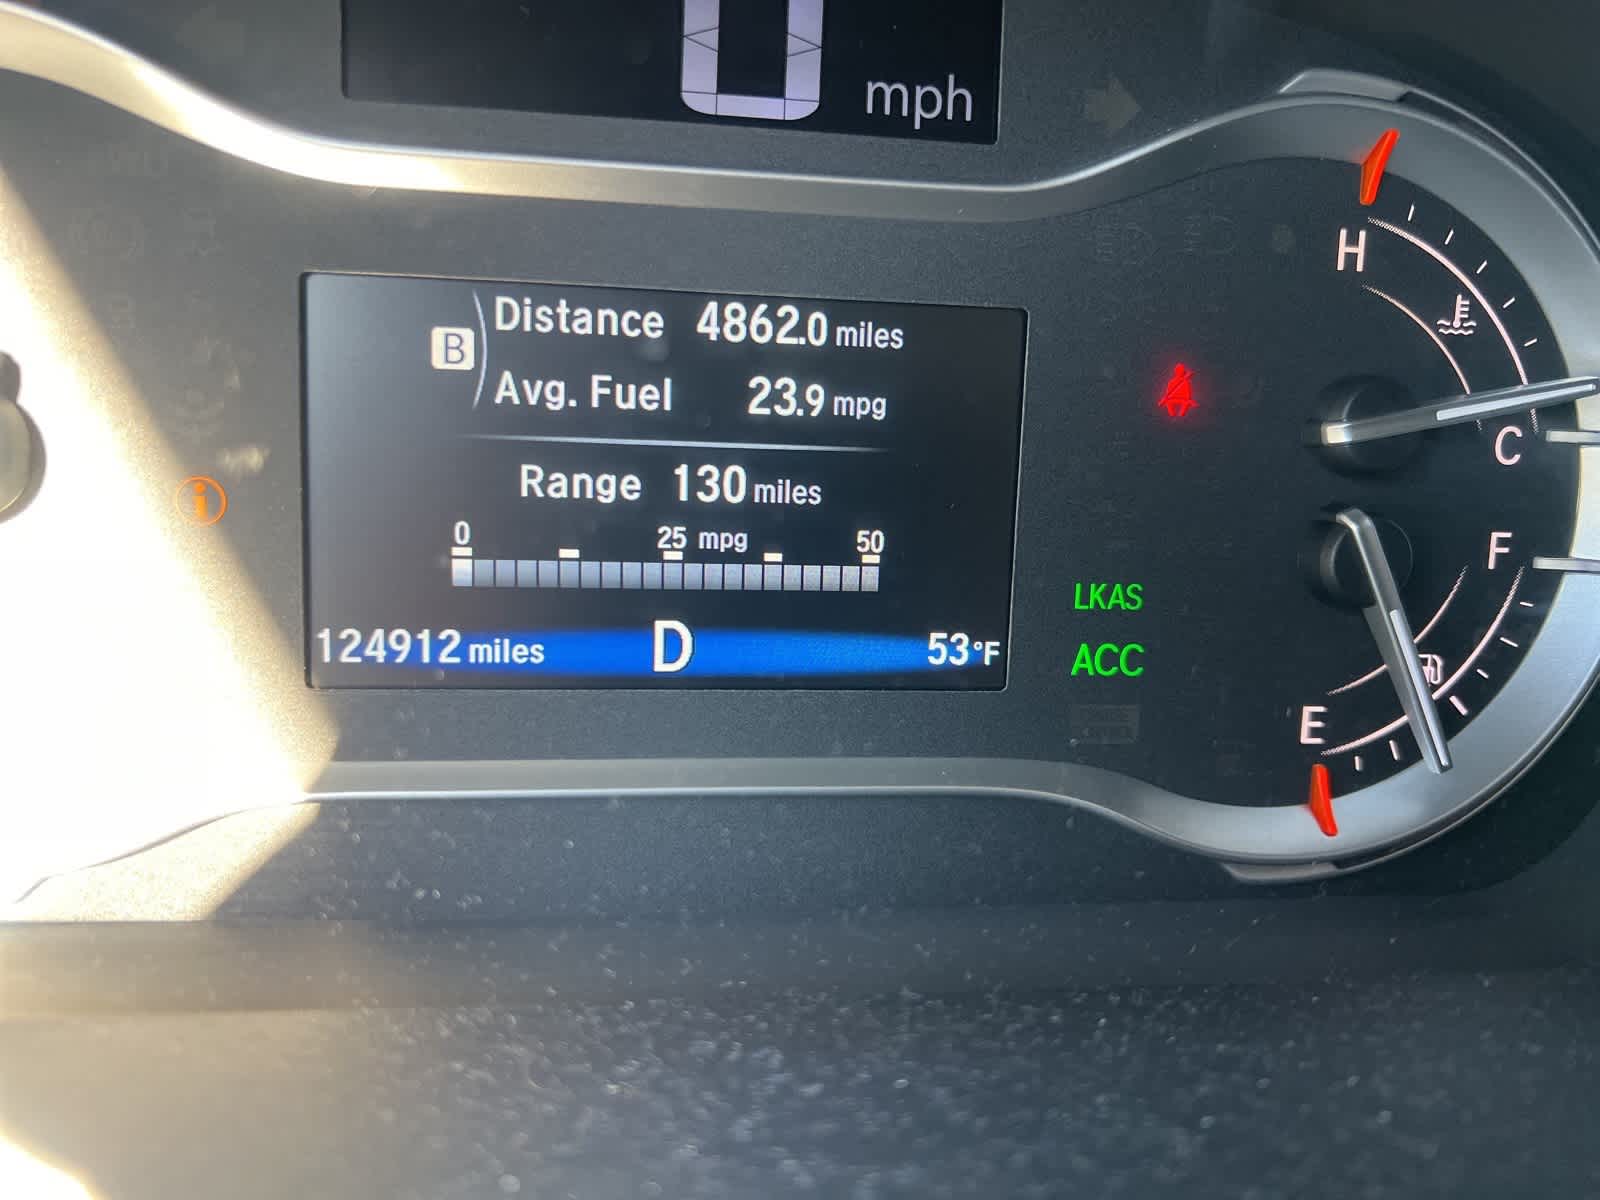 0 mph
B
Distance 4862.0 miles
Avg. Fuel 23.9 mpg
Range 130 miles
0 25 mpg 50
124912 miles D 53°F
LKAS
ACC
H
C
F
E